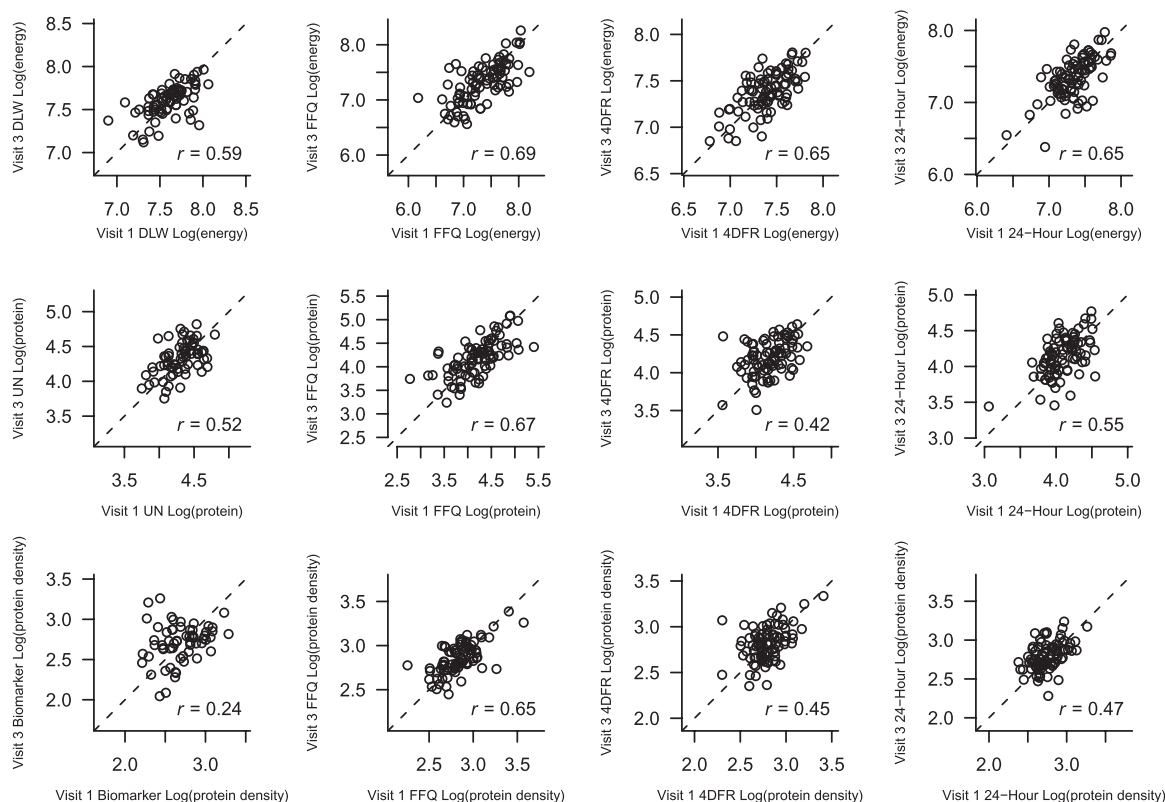 Visit 3 DLW Log(energy)
8.5
8.0
7.5
7.0
r = 0.59
7.0 7.5 8.0 8.5
Visit 1 DLW Log(energy)
Visit 3 FFQ Log(energy)
8.0
7.0
6.0
r = 0.69
6.0 7.0 8.0
Visit 1 FFQ Log(energy)
Visit 3 4DFR Log(energy)
8.0
7.5
7.0
6.5
r = 0.65
6.5 7.0 7.5 8.0
Visit 1 4DFR Log(energy)
Visit 3 24−Hour Log(energy)
8.0
7.0
6.0
r = 0.65
6.0 7.0 8.0
Visit 1 24−Hour Log(energy)
Visit 3 UN Log(protein)
5.0
4.5
4.0
3.5
r = 0.52
3.5 4.5
Visit 1 UN Log(protein)
Visit 3 FFQ Log(protein)
5.5
5.0
4.5
4.0
3.5
3.0
2.5
r = 0.67
2.5 3.5 4.5 5.5
Visit 1 FFQ Log(protein)
Visit 3 4DFR Log(protein)
5.0
4.5
4.0
3.5
r = 0.42
3.5 4.5
Visit 1 4DFR Log(protein)
Visit 3 24−Hour Log(protein)
5.0
4.5
4.0
3.5
3.0
r = 0.55
3.0 4.0 5.0
Visit 1 24−Hour Log(protein)
Visit 3 Biomarker Log(protein density)
3.5
3.0
2.5
2.0
r = 0.24
2.0 3.0
Visit 1 Biomarker Log(protein density)
Visit 3 FFQ Log(protein density)
3.5
3.0
2.5
r = 0.65
2.5 3.0 3.5
Visit 1 FFQ Log(protein density)
Visit 3 4DFR Log(protein density)
3.5
3.0
2.5
2.0
r = 0.45
2.0 2.5 3.0 3.5
Visit 1 4DFR Log(protein density)
Visit 3 24−Hour Log(protein density)
3.5
3.0
2.5
2.0
r = 0.47
2.0 3.0
Visit 1 24−Hour Log(protein density)